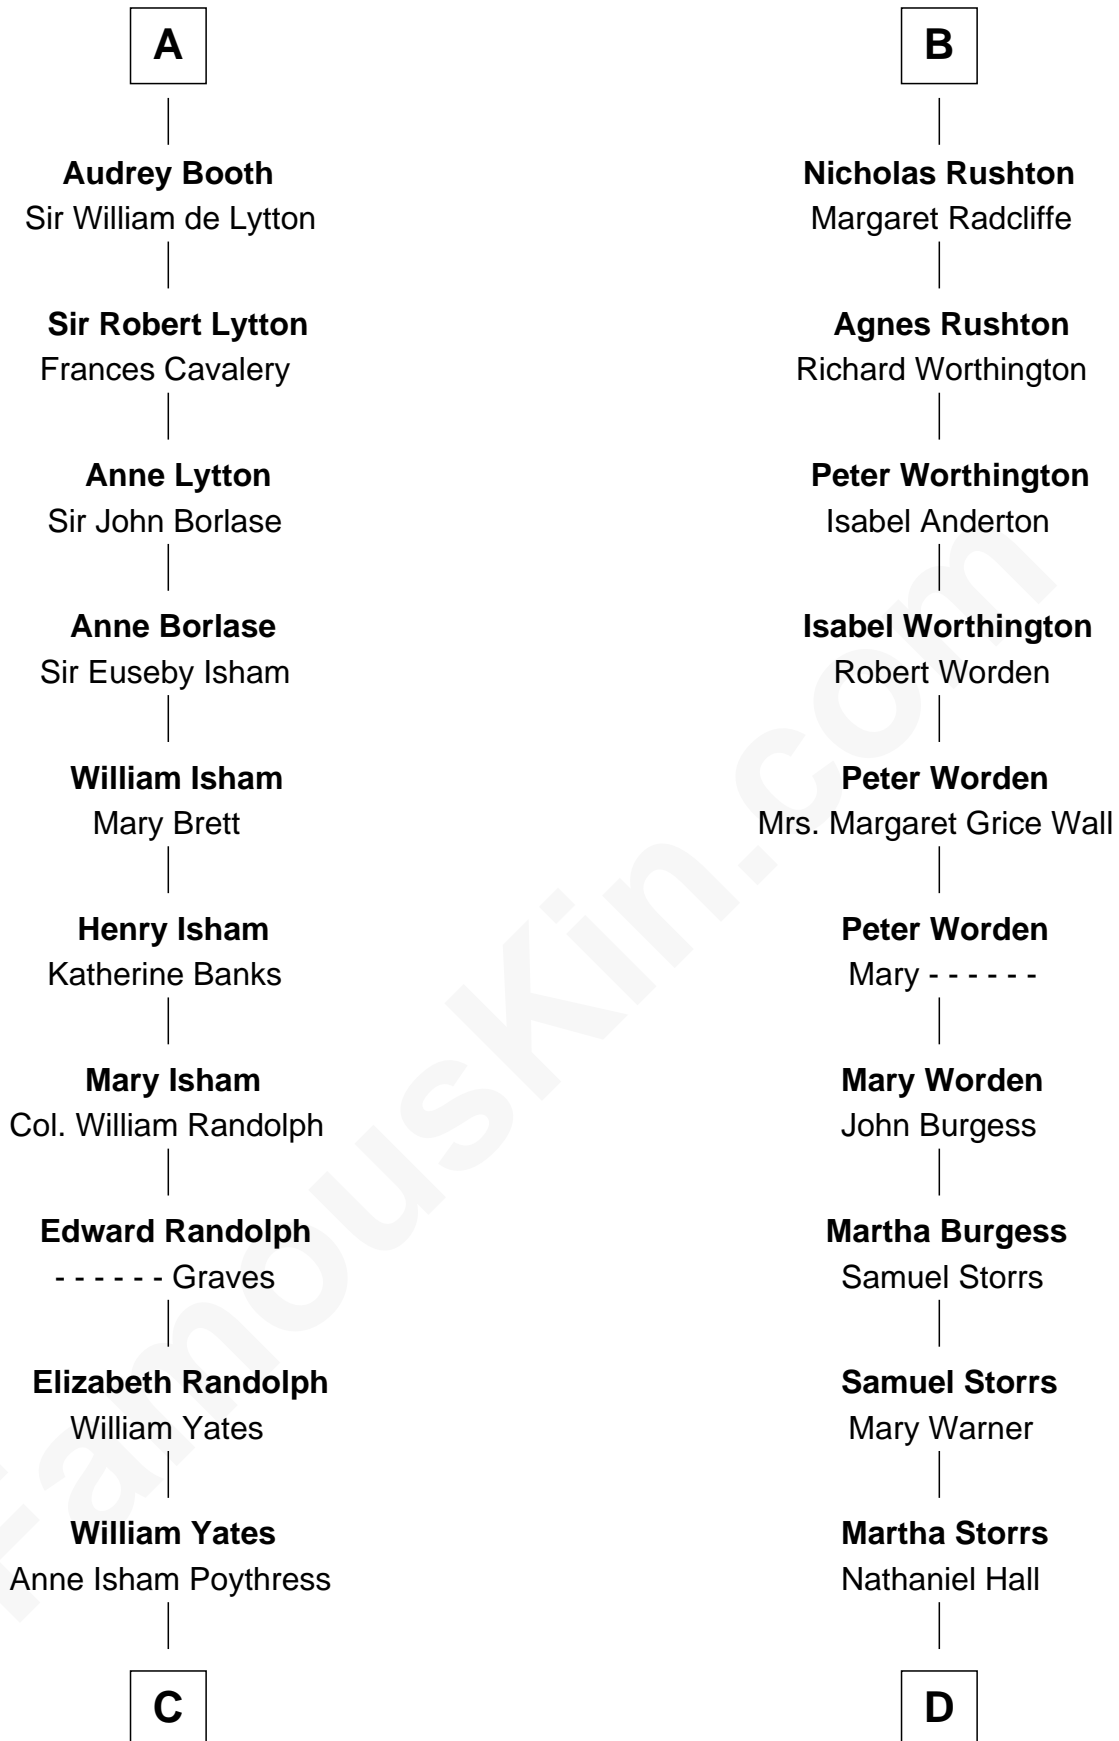 A
Audrey Booth
Sir William de Lytton
Sir Robert Lytton
Frances Cavalery
Anne Lytton
Sir John Borlase
Anne Borlase
Sir Euseby Isham
William Isham
Mary Brett
Henry Isham
Katherine Banks
Mary Isham
Col. William Randolph
Edward Randolph
- - - - - - Graves
Elizabeth Randolph
William Yates
William Yates
Anne Isham Poythress
C
B
Nicholas Rushton
Margaret Radcliffe
Agnes Rushton
Richard Worthington
Peter Worthington
Isabel Anderton
Isabel Worthington
Robert Worden
Peter Worden
Mrs. Margaret Grice Wall
Peter Worden
Mary - - - - - -
Mary Worden
John Burgess
Martha Burgess
Samuel Storrs
Samuel Storrs
Mary Warner
Martha Storrs
Nathaniel Hall
D
FamousKin.com